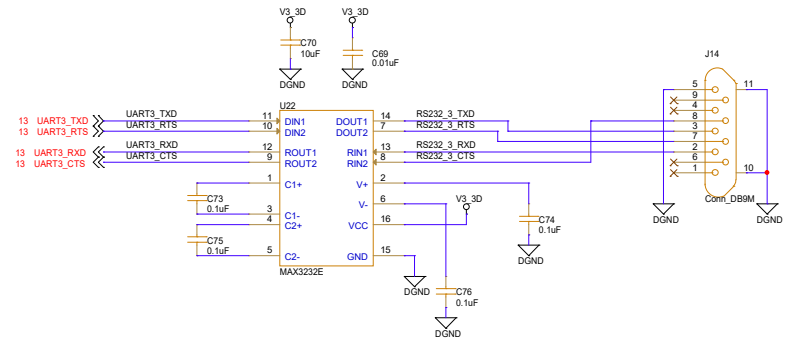 V3_3D
V3_3D
C70
10uF
C69
0.01uF
DGND
DGND
J14
U22
13 UART3_TXD
UART3_TXD
11 DIN1
DOUT1 14
RS232_3_TXD
13 UART3_RTS
UART3_RTS
10 DIN2
DOUT2 7
RS232_3_RTS
13 UART3_RXD
UART3_RXD
12 ROUT1
RIN1 13
RS232_3_RXD
13 UART3_CTS
UART3_CTS
9 ROUT2
RIN2 8
RS232_3_CTS
1 C1+
V+ 2
C73
0.1uF
3 C1-
V- 6
4 C2+
VCC 16
V3_3D
C74
0.1uF
C75
0.1uF
5 C2-
GND 15
MAX3232E
DGND
DGND
C76
0.1uF
DGND
5
9
4
8
3
7
2
6
1
11
10
Conn_DB9M
DGND
DGND